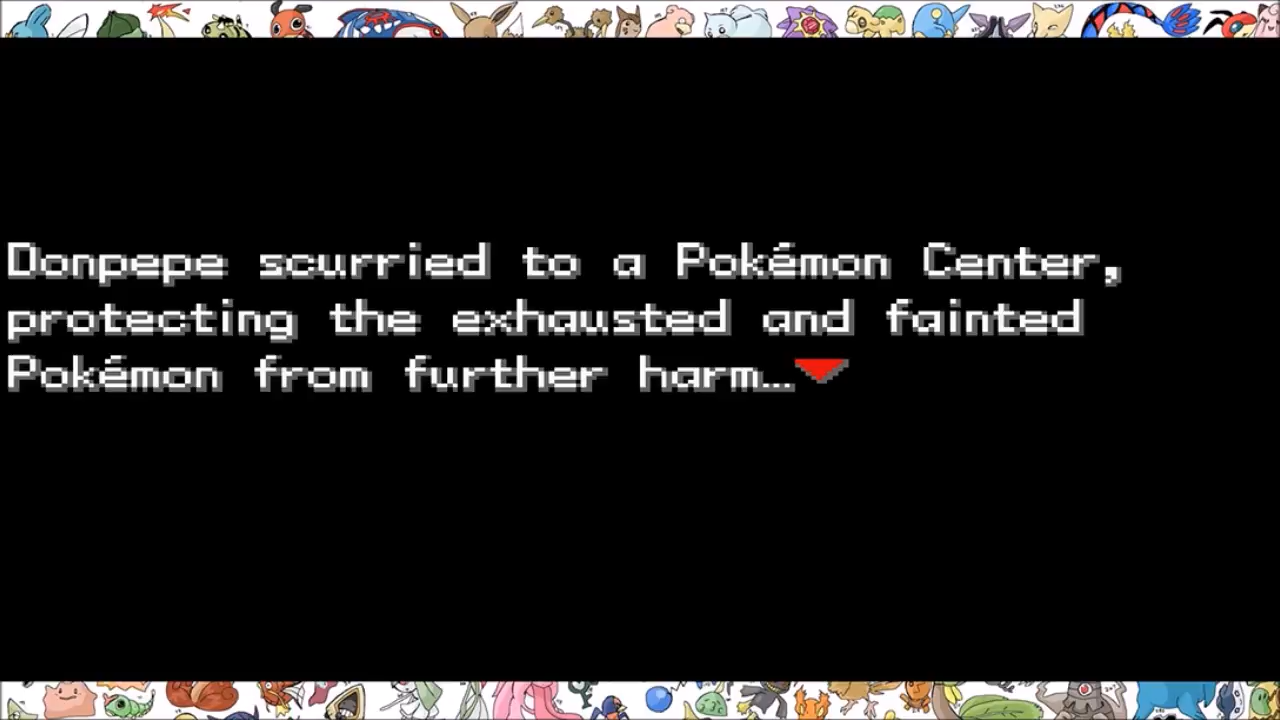 Donpepe scurried to a Pokémon Center,
protecting the exhausted and fainted
Pokémon from further harm…